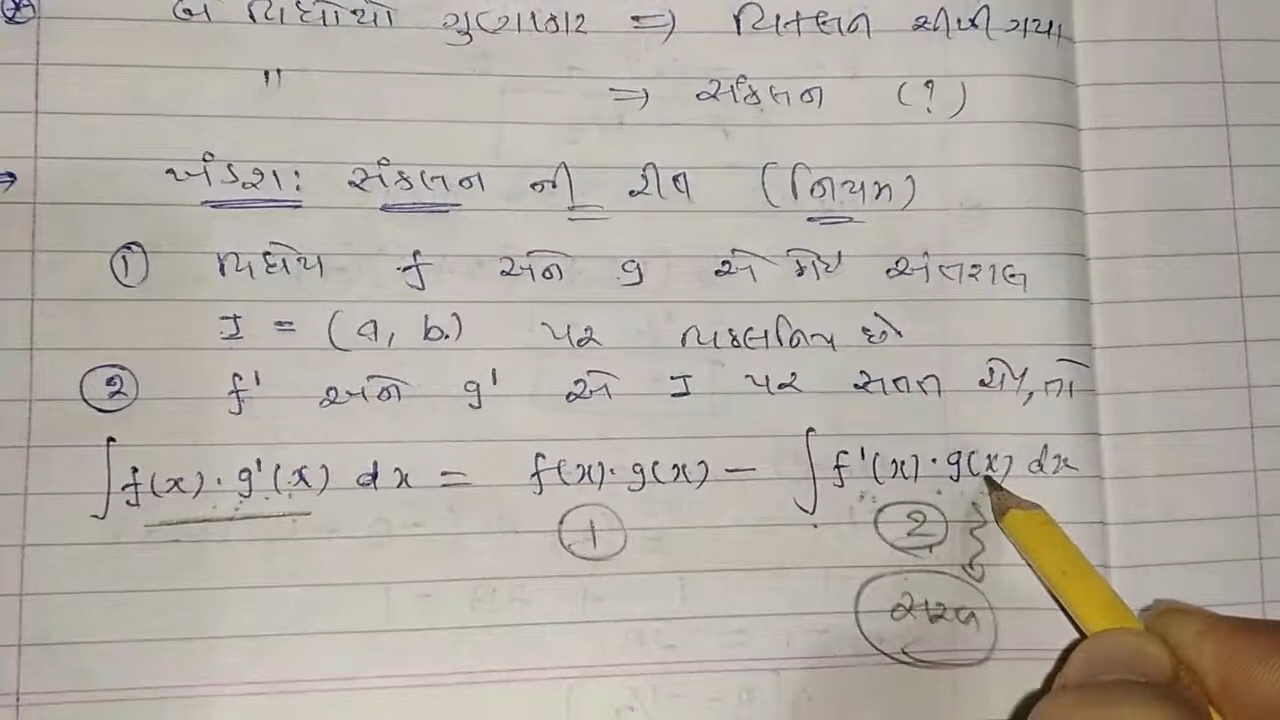 બે વિધેયોનો ગુણાકાર ⇒ વિકલન શીખી ગયા
" ⇒ સંકલન (?)
⇒ ખંડશ: સંકલન ની રીત (નિયમ)
① વિધેય f અને g એ અંતરાલ
I = (a, b.) પર વિકલનિય છો
② f' અને g' એ I પર સતત હોય, તો
∫f(x)·g'(x) dx = f(x)·g(x) − ∫f'(x)·g(x) dx
① ②
સરળ